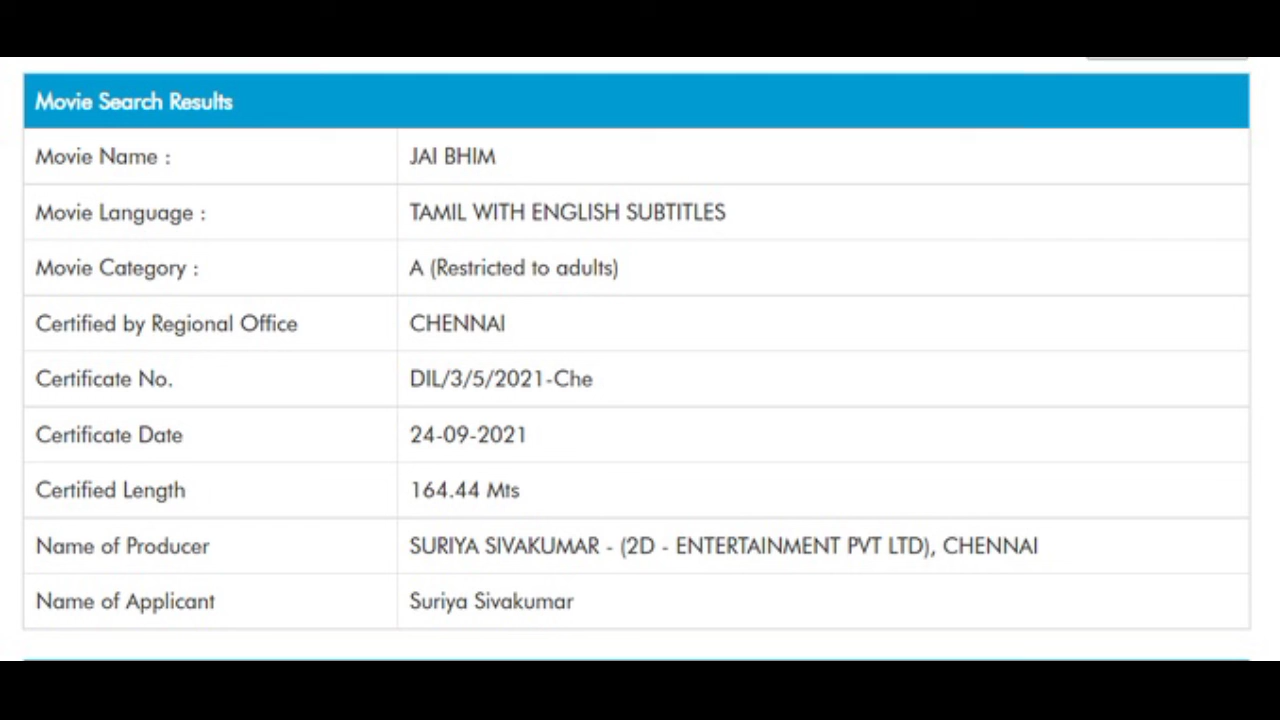 Movie Search Results
Movie Name : JAI BHIM
Movie Language : TAMIL WITH ENGLISH SUBTITLES
Movie Category : A (Restricted to adults)
Certified by Regional Office CHENNAI
Certificate No. DIL/3/5/2021-Che
Certificate Date 24-09-2021
Certified Length 164.44 Mts
Name of Producer SURIYA SIVAKUMAR - (2D - ENTERTAINMENT PVT LTD), CHENNAI
Name of Applicant Suriya Sivakumar